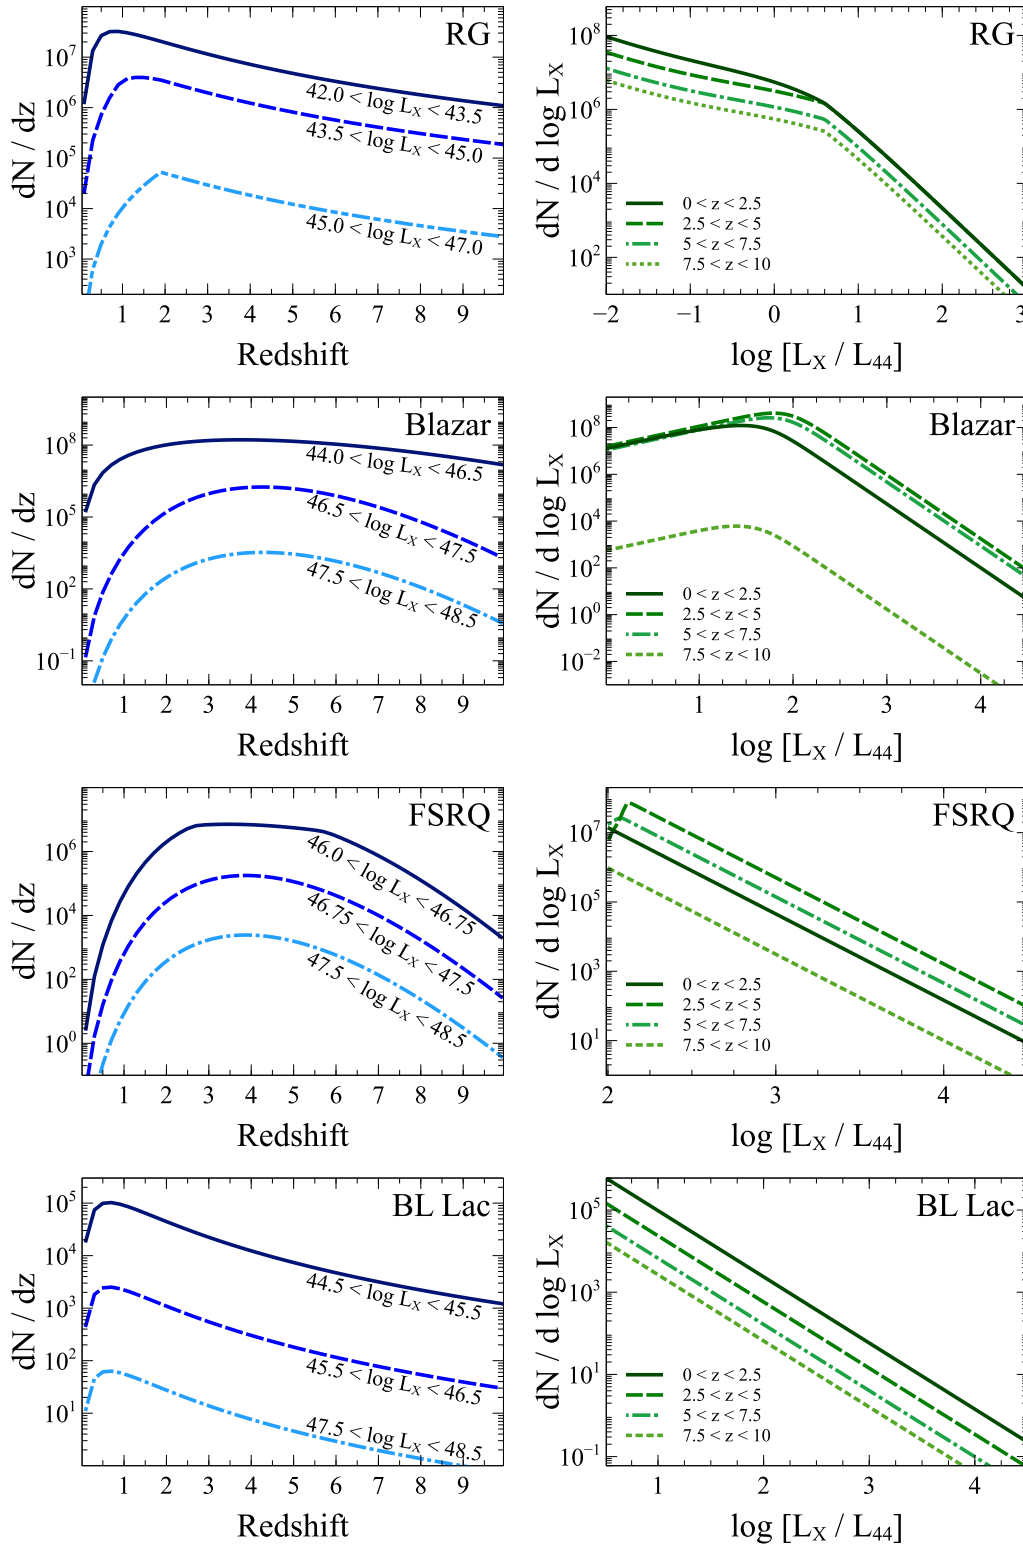 RG
dN / dz
10^7
10^6
10^5
10^4
10^3
42.0 < log L_X < 43.5
43.5 < log L_X < 45.0
45.0 < log L_X < 47.0
1 2 3 4 5 6 7 8 9
Redshift
RG
dN / d log L_X
10^8
10^6
10^4
10^2
0 < z < 2.5
2.5 < z < 5
5 < z < 7.5
7.5 < z < 10
−2 −1 0 1 2 3
log [L_X / L_44]
Blazar
dN / dz
10^8
10^5
10^2
10^−1
44.0 < log L_X < 46.5
46.5 < log L_X < 47.5
47.5 < log L_X < 48.5
1 2 3 4 5 6 7 8 9
Redshift
Blazar
dN / d log L_X
10^8
10^6
10^4
10^2
10^0
10^−2
0 < z < 2.5
2.5 < z < 5
5 < z < 7.5
7.5 < z < 10
1 2 3 4
log [L_X / L_44]
FSRQ
dN / dz
10^6
10^4
10^2
10^0
46.0 < log L_X < 46.75
46.75 < log L_X < 47.5
47.5 < log L_X < 48.5
1 2 3 4 5 6 7 8 9
Redshift
FSRQ
dN / d log L_X
10^7
10^5
10^3
10^1
0 < z < 2.5
2.5 < z < 5
5 < z < 7.5
7.5 < z < 10
2 3 4
log [L_X / L_44]
BL Lac
dN / dz
10^5
10^4
10^3
10^2
10^1
44.5 < log L_X < 45.5
45.5 < log L_X < 46.5
47.5 < log L_X < 48.5
1 2 3 4 5 6 7 8 9
Redshift
BL Lac
dN / d log L_X
10^5
10^3
10^1
10^−1
0 < z < 2.5
2.5 < z < 5
5 < z < 7.5
7.5 < z < 10
1 2 3 4
log [L_X / L_44]